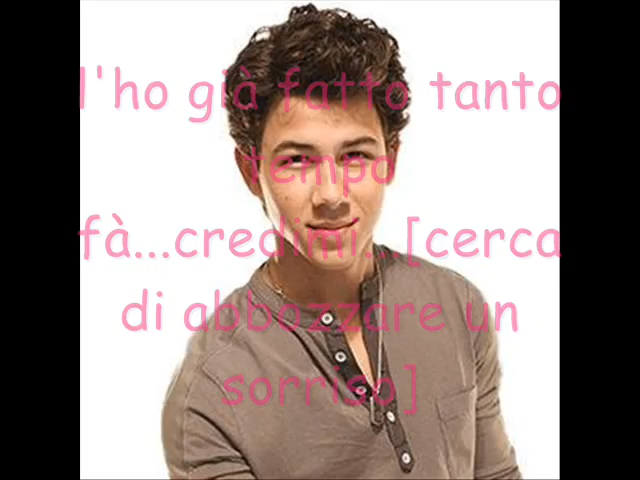 l'ho già fatto tanto
tempo
fà...credimi...[cerca
di abbozzare un
sorriso]